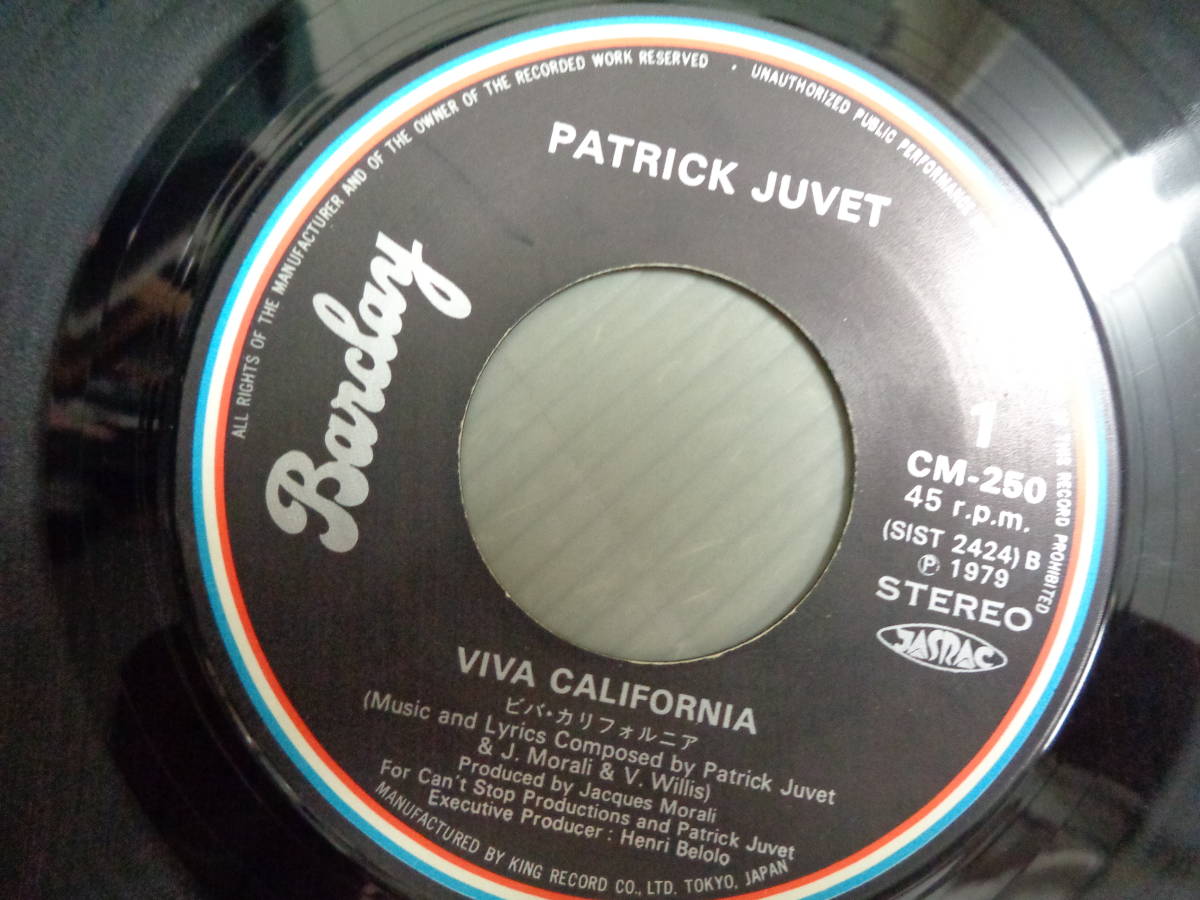 ALL RIGHTS OF THE MANUFACTURER AND OF THE OWNER OF THE RECORDED WORK RESERVED · UNAUTHORIZED PUBLIC PERFORMANCE
OF THE RECORD PROHIBITED
PATRICK JUVET
Barclay
1
CM-250
45 r.p.m.
(SIST 2424) B
Ⓟ 1979
STEREO
JASRAC
VIVA CALIFORNIA
ビバ・カリフォルニア
(Music and Lyrics Composed by Patrick Juvet
& J. Morali & V. Willis)
Produced by Jacques Morali
For Can't Stop Productions and Patrick Juvet
Executive Producer : Henri Belolo
MANUFACTURED BY KING RECORD CO., LTD. TOKYO, JAPAN